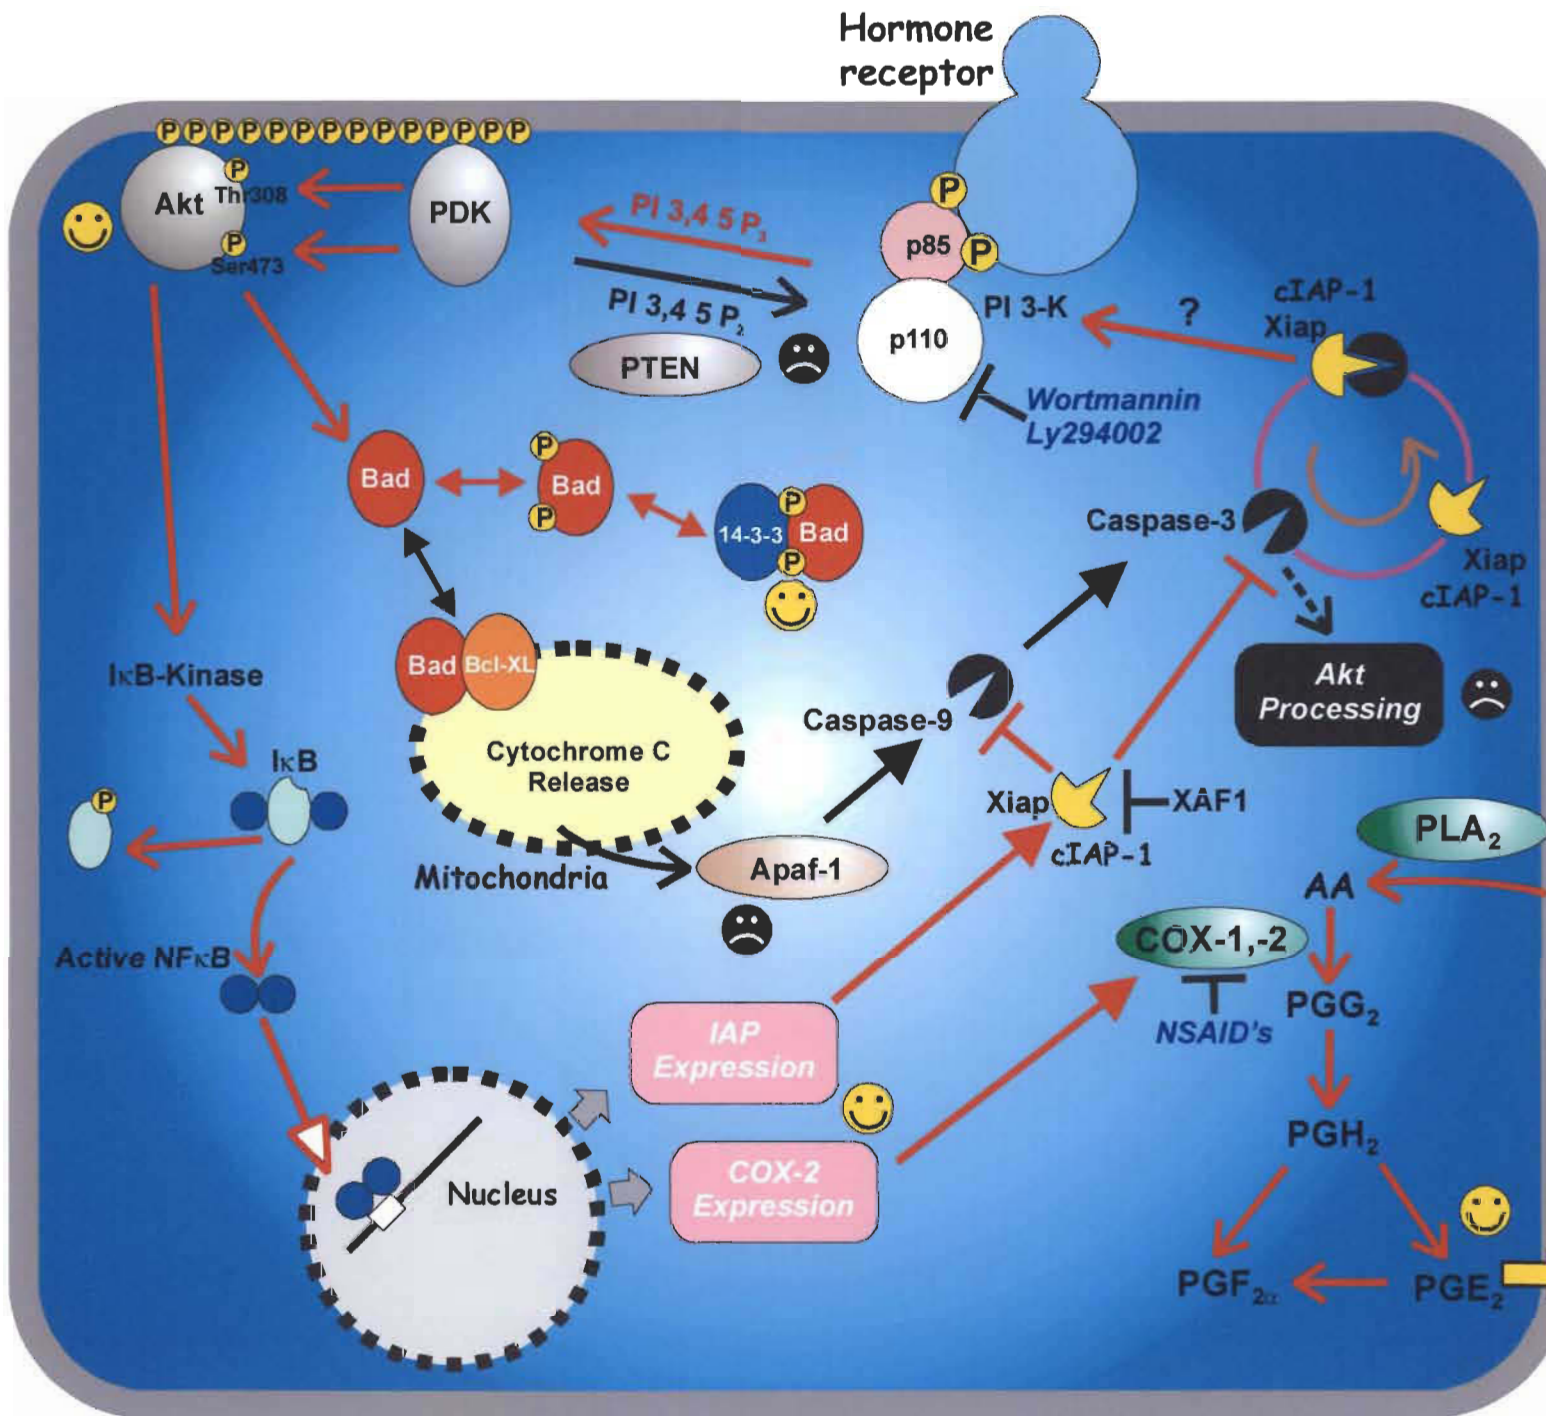 Hormone
receptor
P P P P P P P P P P P P P P
Akt
P
Thr308
P
Ser473
PDK
PI 3,4 5 P3
PI 3,4 5 P2
PTEN
P
p85
P
p110
PI 3-K
?
cIAP-1
Xiap
Wortmannin
Ly294002
Bad
P
Bad
P
14-3-3
P
Bad
P
Caspase-3
Xiap
cIAP-1
Akt
Processing
Bad
Bcl-XL
IκB-Kinase
Cytochrome C
Release
Caspase-9
IκB
P
Xiap
cIAP-1
XAF1
PLA2
Mitochondria
Apaf-1
AA
Active NFκB
COX-1,-2
PGG2
NSAID's
IAP
Expression
PGH2
Nucleus
COX-2
Expression
PGF2α
PGE2